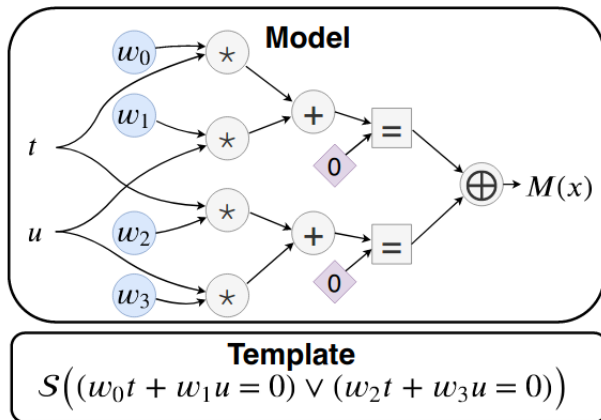 Model
w₀ *
w₁ * + =
0
t
* ⊕ M(x)
u w₂ + =
0
w₃ *
Template
𝒮((w₀t + w₁u = 0) ∨ (w₂t + w₃u = 0))